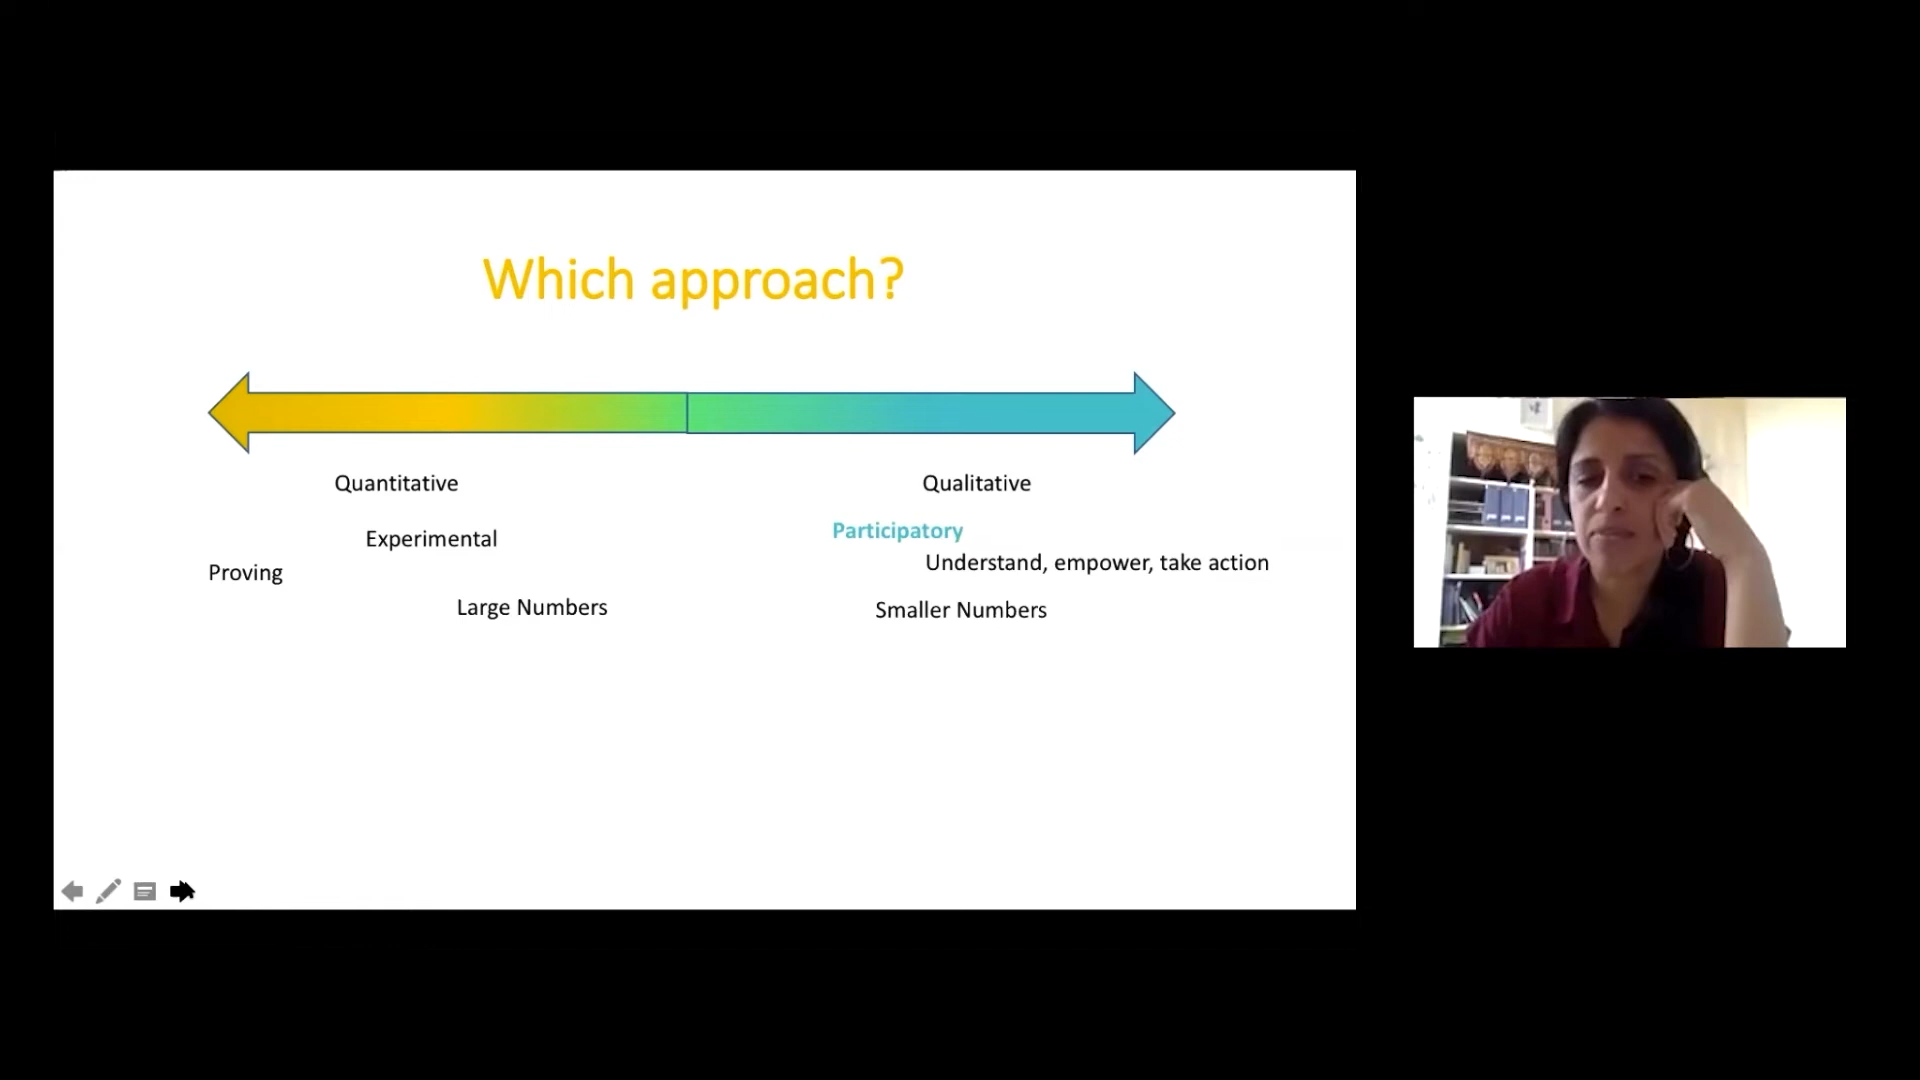 Which approach?
Quantitative
Qualitative
Participatory
Experimental
Understand, empower, take action
Proving
Large Numbers
Smaller Numbers